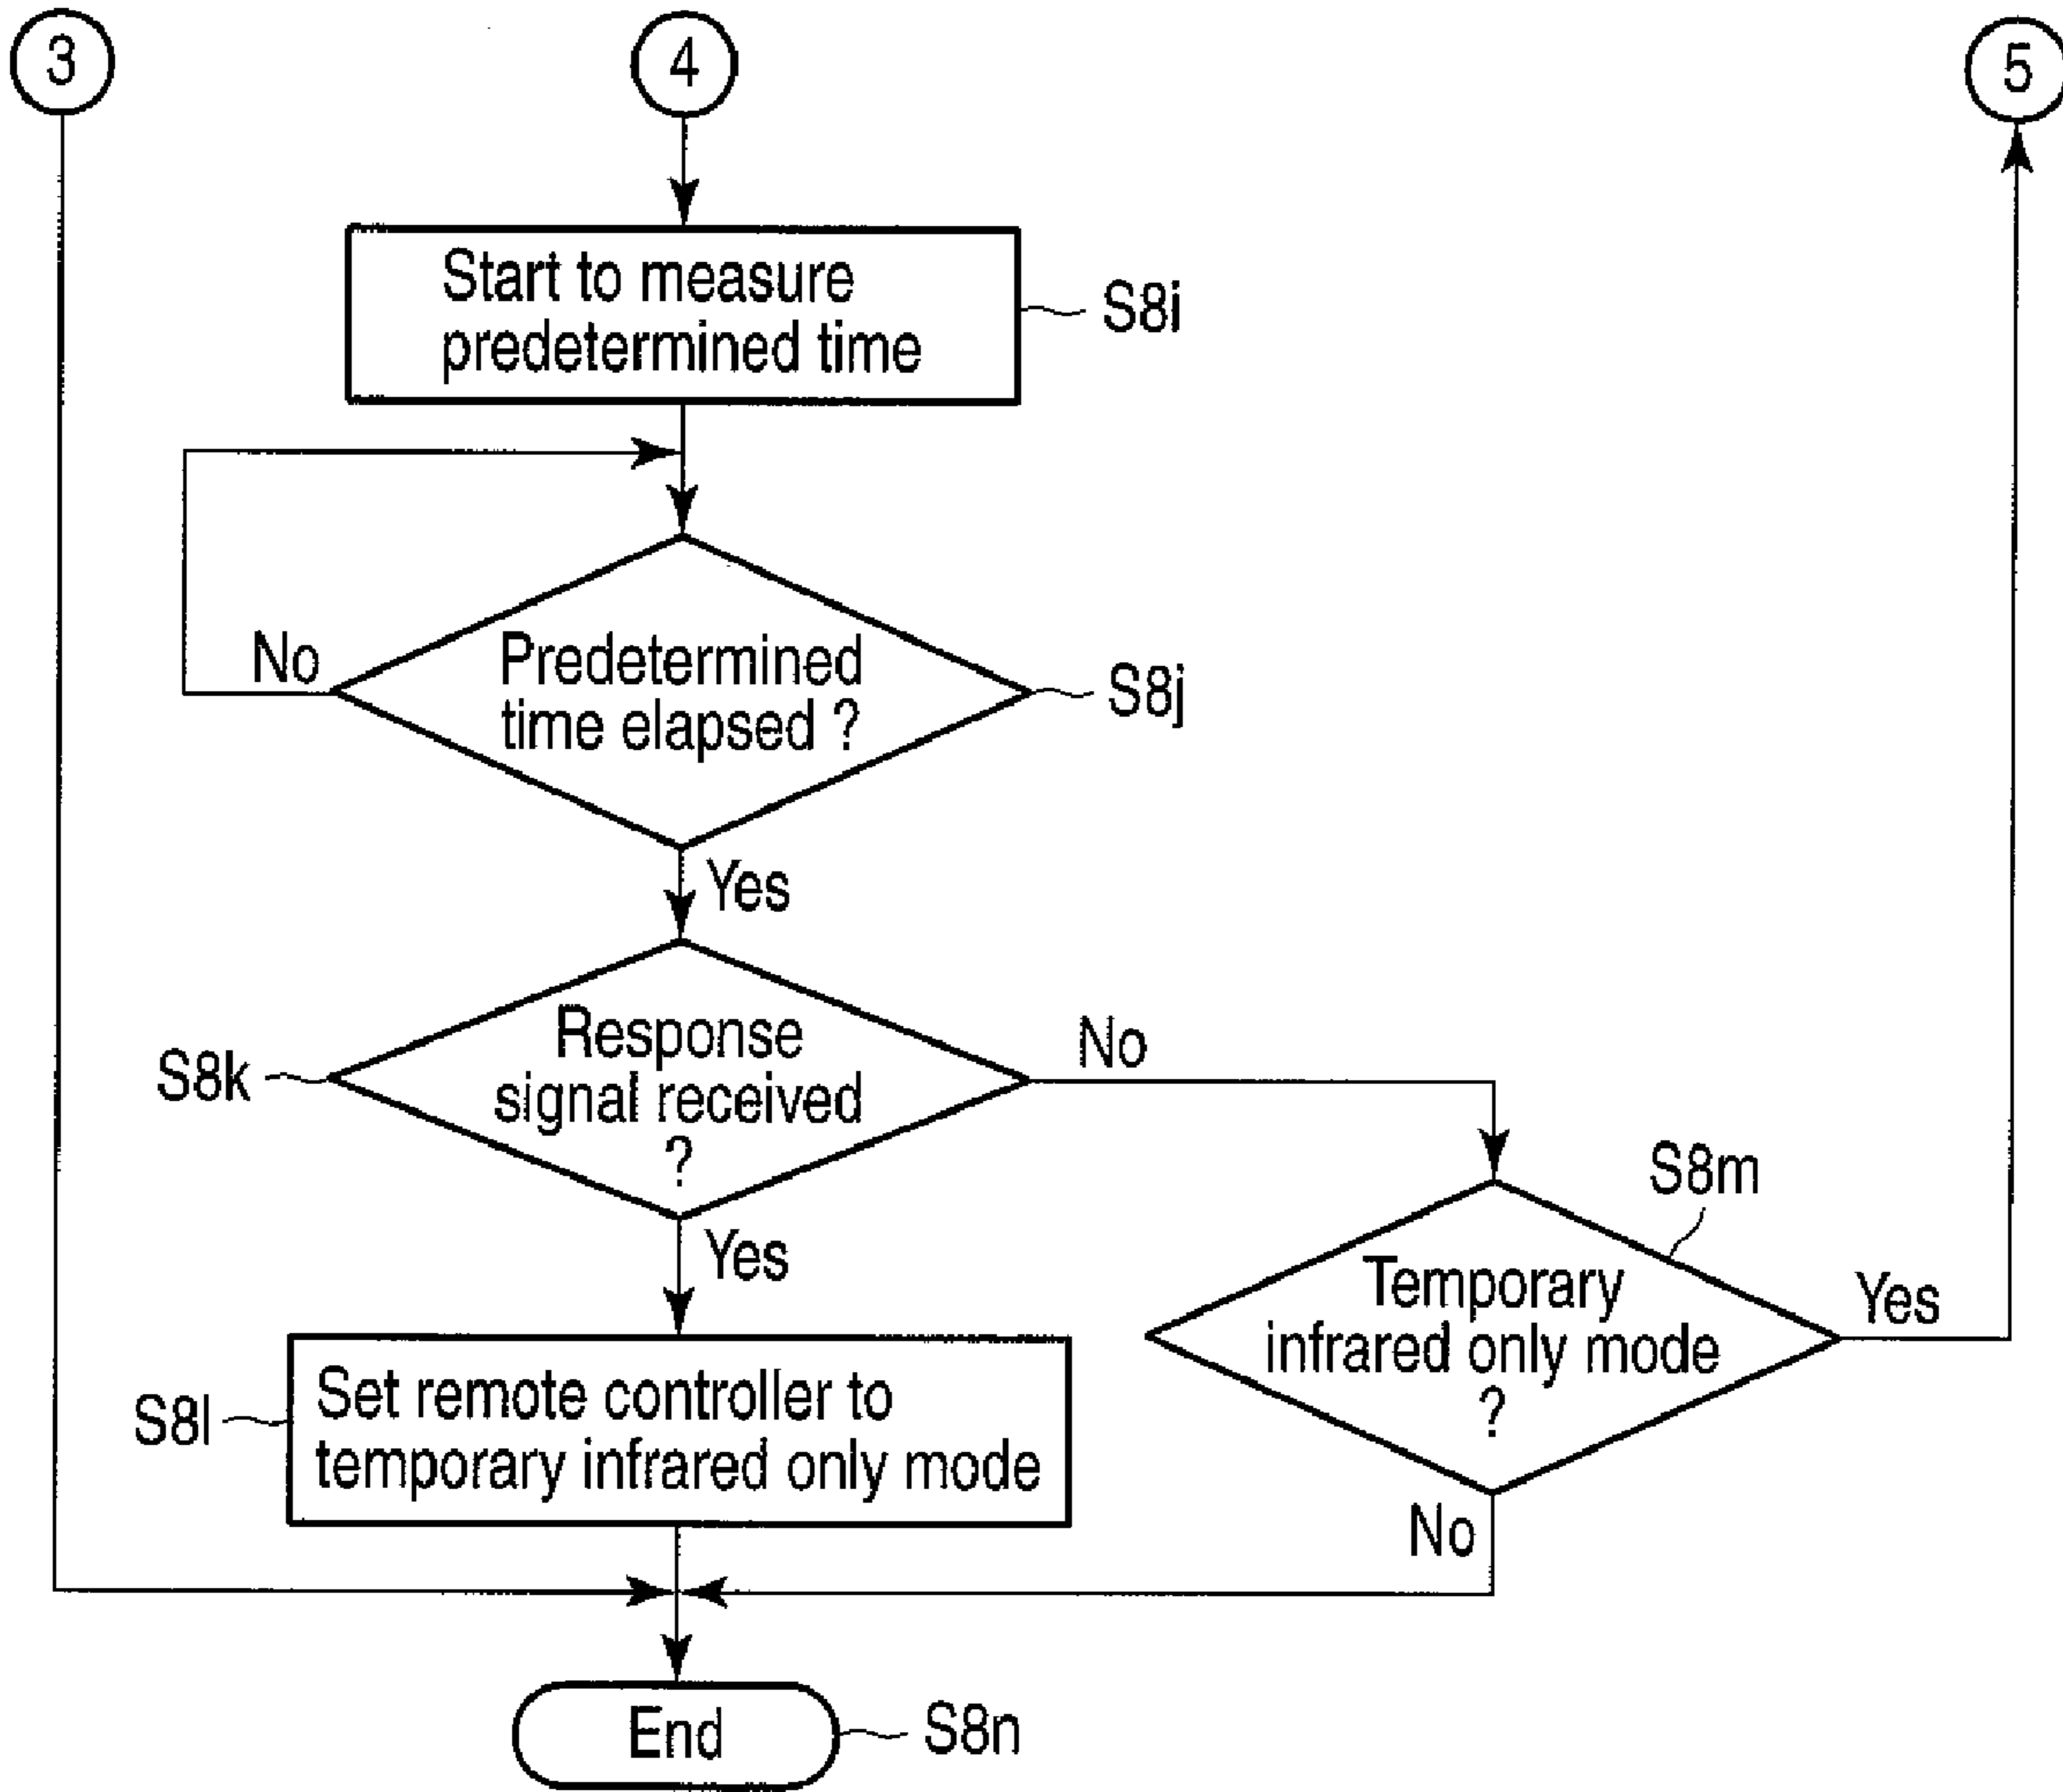 3
4
5
Start to measure
predetermined time
S8i
No
Predetermined
time elapsed ?
S8j
Yes
Response
signal received
?
S8k
No
S8m
Yes
Temporary
infrared only mode
?
Yes
Set remote controller to
temporary infrared only mode
S8l
No
End
S8n